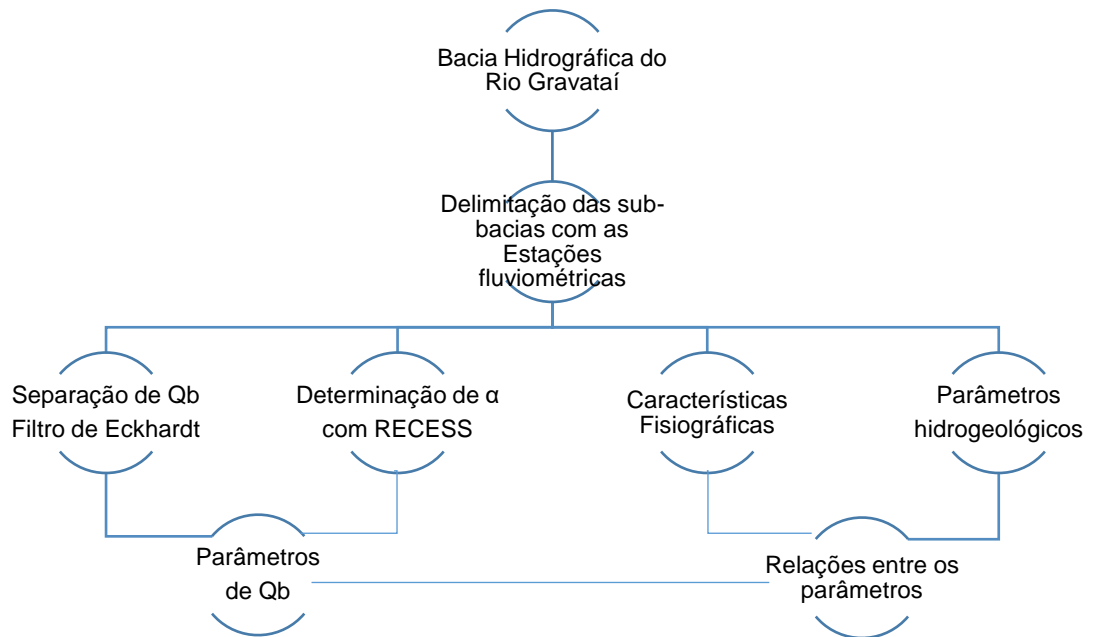 Bacia Hidrográfica do
Rio Gravataí
Delimitação das sub-
bacias com as
Estações
fluviométricas
Separação de Qb
Filtro de Eckhardt
Determinação de α
com RECESS
Características
Fisiográficas
Parâmetros
hidrogeológicos
Parâmetros
de Qb
Relações entre os
parâmetros